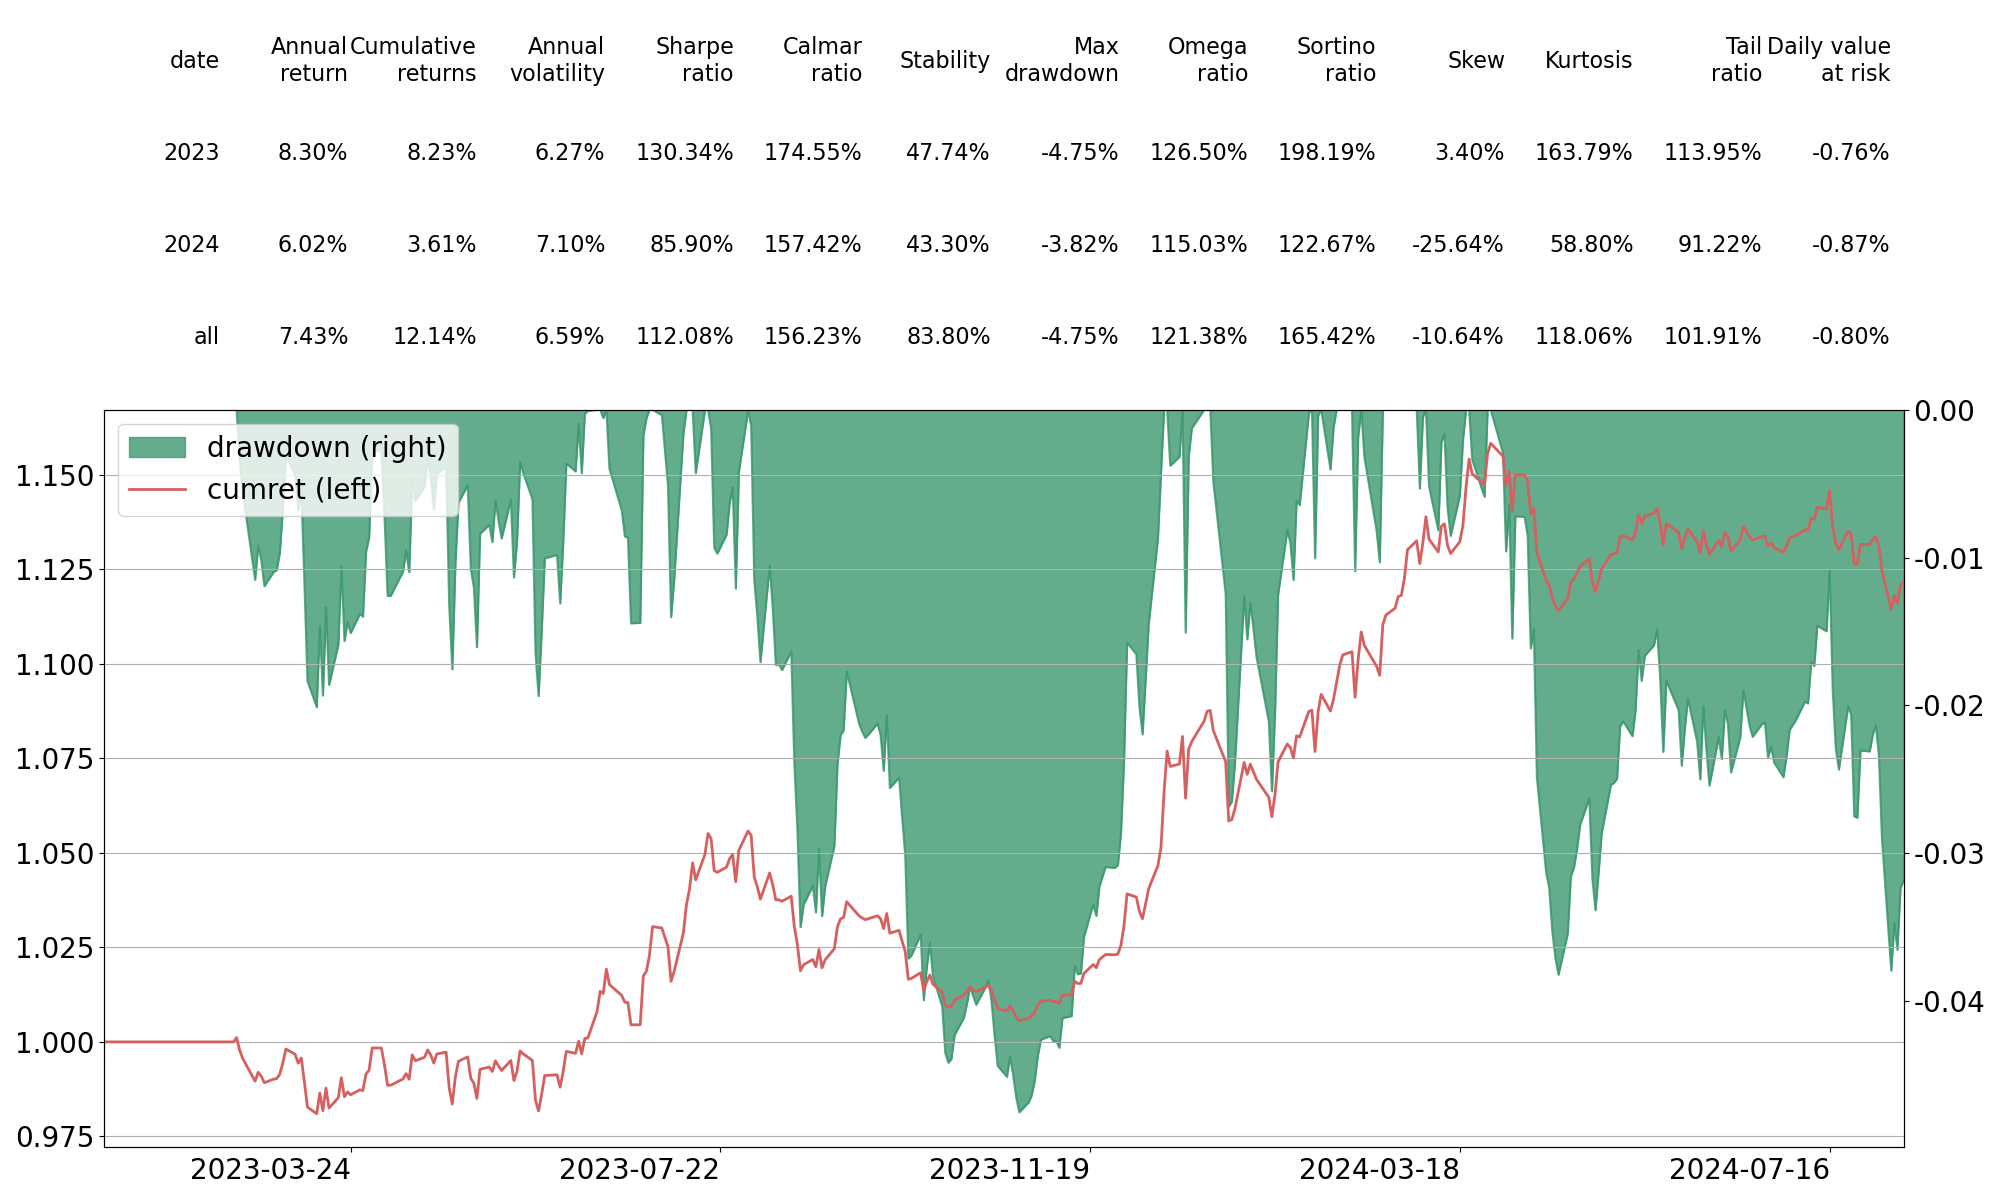 date Annual return Cumulative returns Annual volatility Sharpe ratio Calmar ratio Stability Max drawdown Omega ratio Sortino ratio Skew Kurtosis Tail ratio Daily value at risk
2023 8.30% 8.23% 6.27% 130.34% 174.55% 47.74% -4.75% 126.50% 198.19% 3.40% 163.79% 113.95% -0.76%
2024 6.02% 3.61% 7.10% 85.90% 157.42% 43.30% -3.82% 115.03% 122.67% -25.64% 58.80% 91.22% -0.87%
all 7.43% 12.14% 6.59% 112.08% 156.23% 83.80% -4.75% 121.38% 165.42% -10.64% 118.06% 101.91% -0.80%
drawdown (right)
cumret (left)
1.150
1.125
1.100
1.075
1.050
1.025
1.000
0.975
0.00
-0.01
-0.02
-0.03
-0.04
2023-03-24 2023-07-22 2023-11-19 2024-03-18 2024-07-16